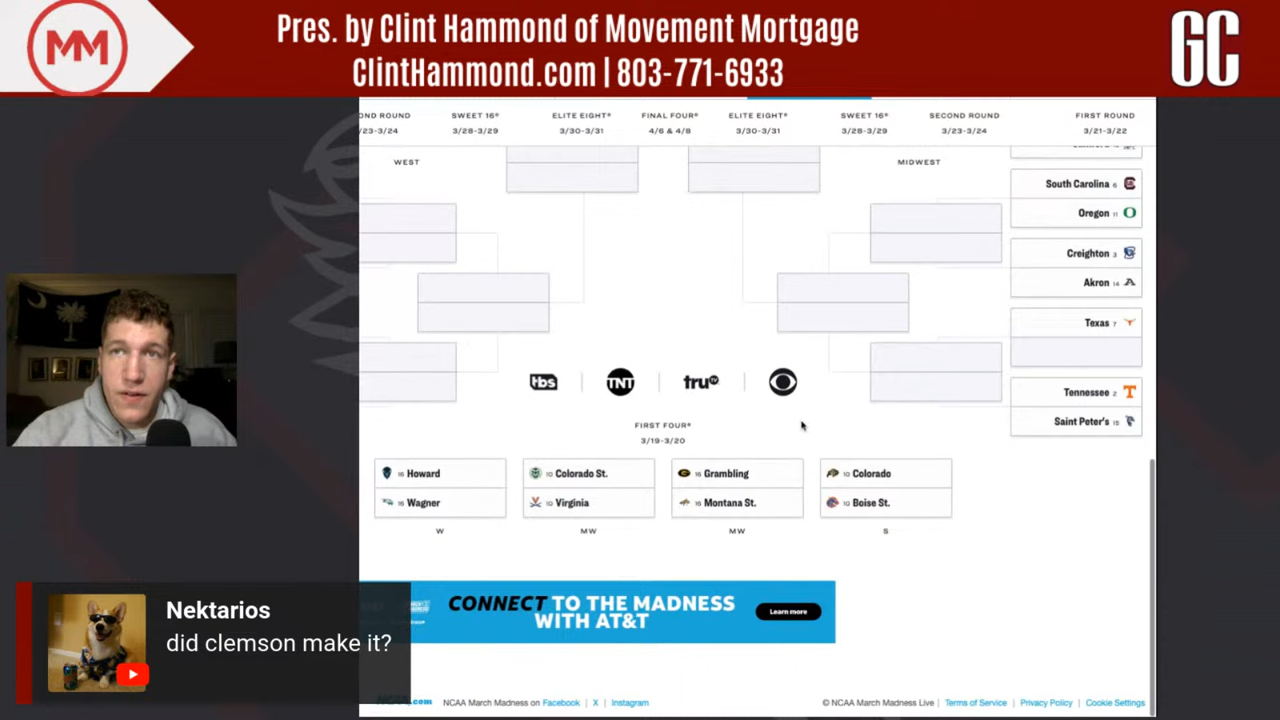 MM
Pres. by Clint Hammond of Movement Mortgage
ClintHammond.com | 803-771-6933
GC
OND ROUND
/23-3/24
SWEET 16®
3/28-3/29
ELITE EIGHT®
3/30-3/31
FINAL FOUR®
4/6 & 4/8
ELITE EIGHT®
3/30-3/31
SWEET 16®
3/28-3/29
SECOND ROUND
3/23-3/24
FIRST ROUND
3/21-3/22
WEST
MIDWEST
South Carolina 6
Oregon 11
Creighton 3
Akron 14
Texas 7
Tennessee 2
Saint Peter's 15
tbs
TNT
truTV
FIRST FOUR®
3/19-3/20
16 Howard
16 Wagner
W
10 Colorado St.
10 Virginia
MW
16 Grambling
16 Montana St.
MW
10 Colorado
10 Boise St.
S
CONNECT TO THE MADNESS
WITH AT&T
Learn more
Nektarios
did clemson make it?
.com
NCAA March Madness on Facebook | X | Instagram
© NCAA March Madness Live | Terms of Service | Privacy Policy | Cookie Settings